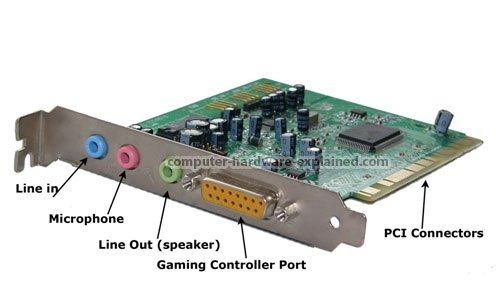 computer-hardware-explained.com
Line in
Microphone
Line Out (speaker)
Gaming Controller Port
PCI Connectors